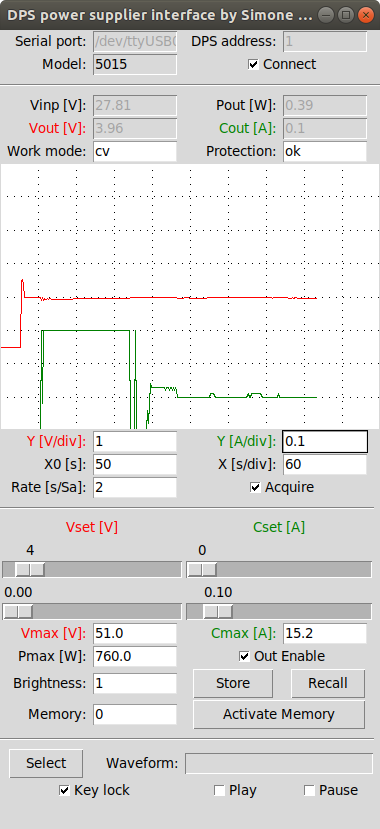 DPS power supplier interface by Simone ...
Serial port: /dev/ttyUSB0 DPS address: 1
Model: 5015 Connect
Vinp [V]: 27.81 Pout [W]: 0.39
Vout [V]: 3.96 Cout [A]: 0.1
Work mode: cv Protection: ok
Y [V/div]: 1 Y [A/div]: 0.1
X0 [s]: 50 X [s/div]: 60
Rate [s/Sa]: 2 Acquire
Vset [V] Cset [A]
4 0
0.00 0.10
Vmax [V]: 51.0 Cmax [A]: 15.2
Pmax [W]: 760.0 Out Enable
Brightness: 1 Store Recall
Memory: 0 Activate Memory
Select Waveform:
Key lock Play Pause